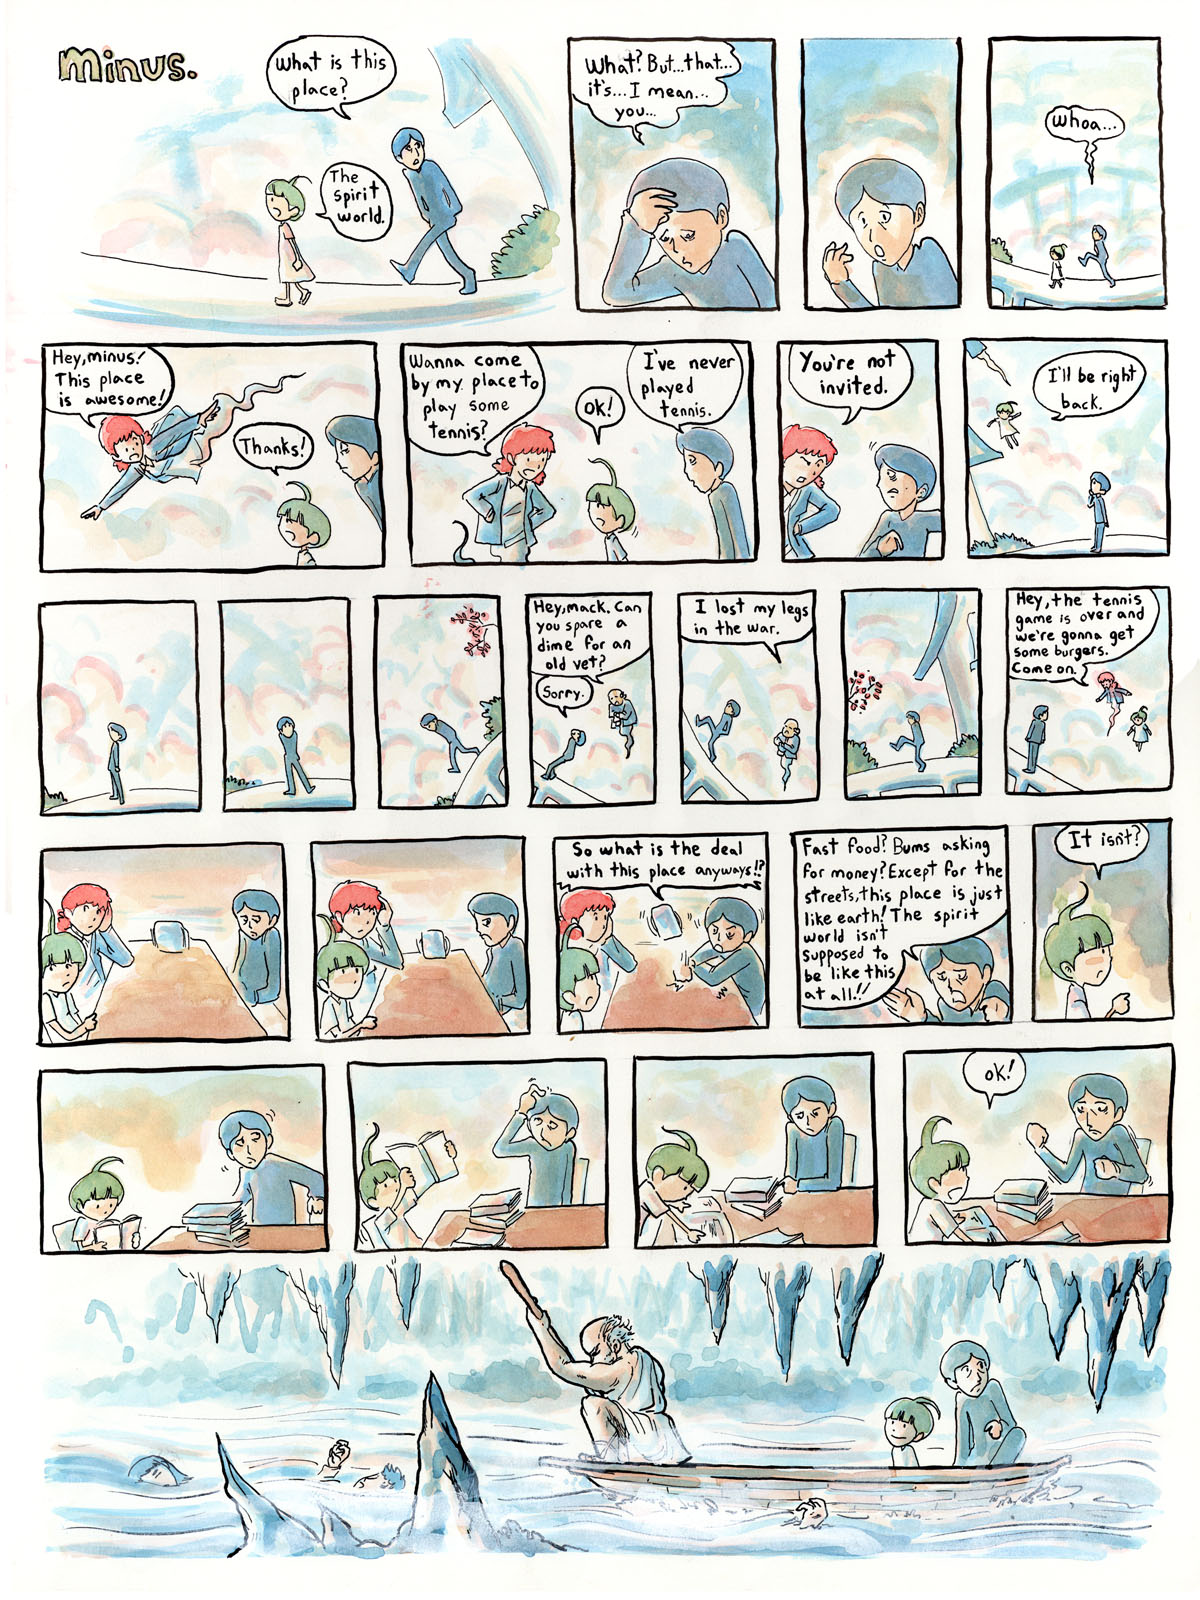 minus.
What is this
place?
The
spirit
world.
What? But...that...
it's...I mean...
you...
Whoa...
Hey, minus!
This place
is awesome!
Thanks!
Wanna come
by my place to
play some
tennis?
OK!
I've never
played
tennis.
You're not
invited.
I'll be right
back.
Hey, mack. Can
you spare a
dime for an
old vet?
Sorry.
I lost my legs
in the war.
Hey, the tennis
game is over and
we're gonna get
some burgers.
Come on.
So what is the deal
with this place anyways!?
Fast food? Bums asking
for money? Except for the
streets, this place is just
like earth! The spirit
world isn't
supposed to
be like this
at all!!
It isn't?
OK!